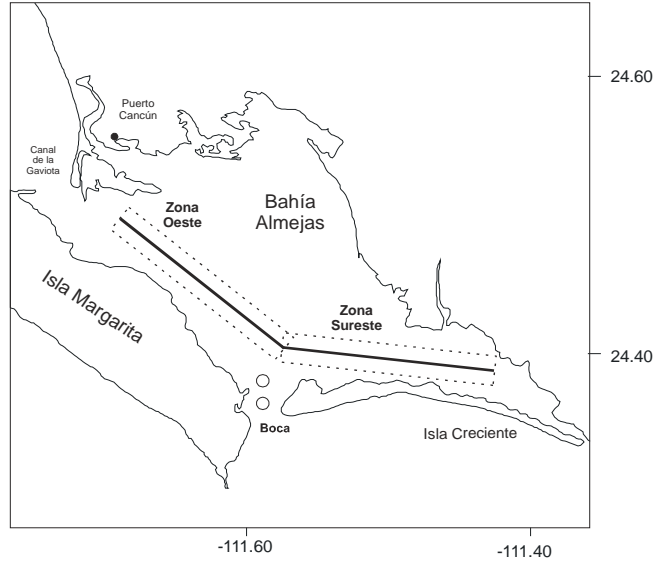 24.60
Puerto
Cancún
Canal
de la
Gaviota
Zona
Oeste
Bahía
Almejas
Isla Margarita
Zona
Sureste
24.40
Boca
Isla Creciente
-111.60
-111.40